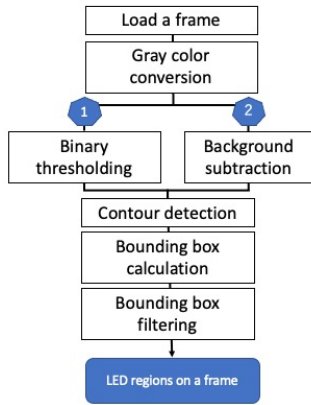 Load a frame
Gray color
conversion
1
2
Binary
thresholding
Background
subtraction
Contour detection
Bounding box
calculation
Bounding box
filtering
LED regions on a frame